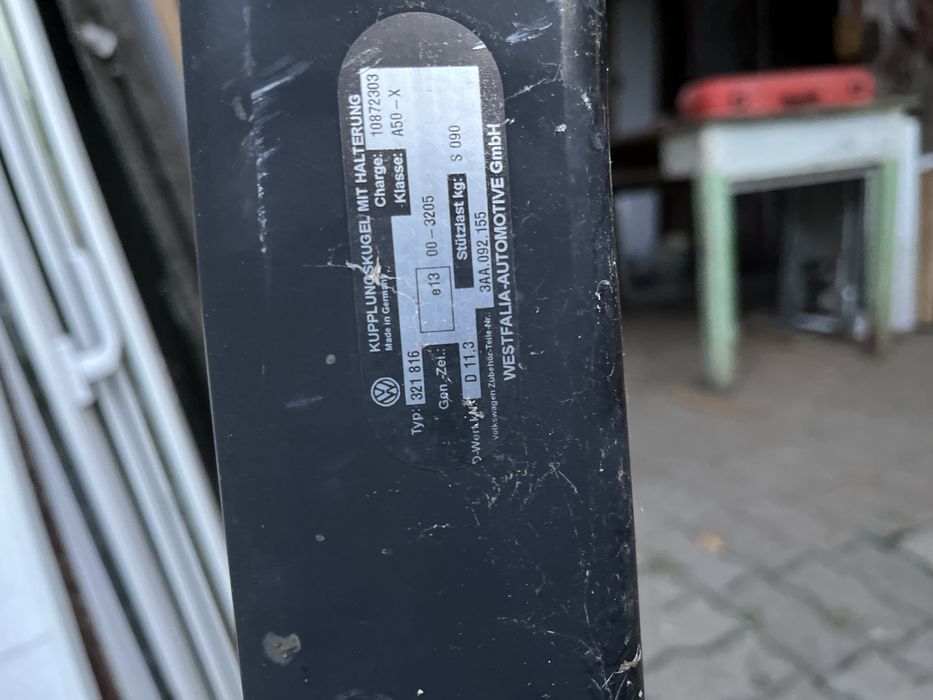 KUPPLUNGSKUGEL MIT HALTERUNG
Made in Germany
Charge: 10872303
Typ: 321 816 Klasse: A50-X
Gen.-Zei.: e13 00-3205
D-Wert kN: D 11.3 Stützlast kg: S 090
Volkswagen Zubehör-Teile-Nr.: 3AA.092.155
WESTFALIA-AUTOMOTIVE GmbH